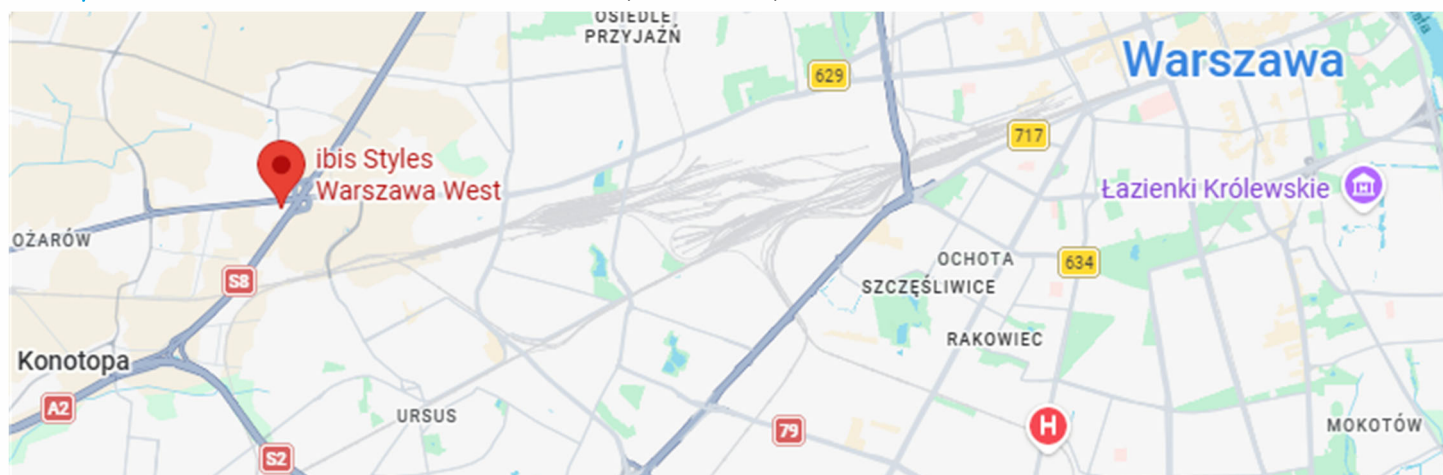 OSIEDLE
PRZYJAŹŃ
Warszawa
629
717
ibis Styles
Warszawa West
Łazienki Królewskie
OŻARÓW
OCHOTA
634
S8
SZCZĘŚLIWICE
RAKOWIEC
Konotopa
A2
URSUS
79
H
MOKOTÓW
S2